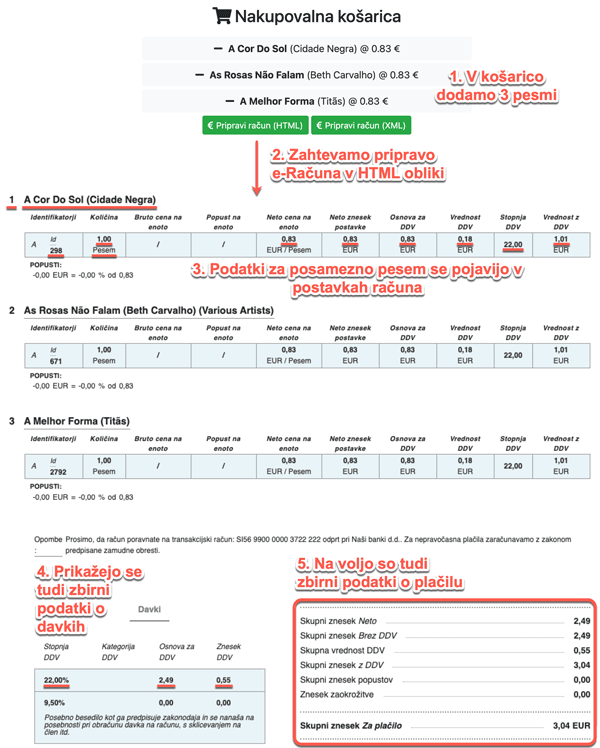 Nakupovalna košarica
− A Cor Do Sol (Cidade Negra) @ 0.83 €
− As Rosas Não Falam (Beth Carvalho) @ 0.83 €
− A Melhor Forma (Titãs) @ 0.83 €
1. V košarico
dodamo 3 pesmi
€ Pripravi račun (HTML) € Pripravi račun (XML)
2. Zahtevamo pripravo
e-Računa v HTML obliki
1 A Cor Do Sol (Cidade Negra)
Identifikatorji Količina Bruto cena na enoto Popust na enoto Neto cena na enoto Neto znesek postavke Osnova za DDV Vrednost DDV Stopnja DDV Vrednost z DDV
A Id 1,00 / / 0,83 0,83 0,83 0,18 22,00 1,01
298 Pesem EUR / Pesem EUR EUR EUR EUR
POPUSTI:
-0,00 EUR = -0,00 % od 0,83
3. Podatki za posamezno pesem se pojavijo v
postavkah računa
2 As Rosas Não Falam (Beth Carvalho) (Various Artists)
Identifikatorji Količina Bruto cena na enoto Popust na enoto Neto cena na enoto Neto znesek postavke Osnova za DDV Vrednost DDV Stopnja DDV Vrednost z DDV
A Id 1,00 / / 0,83 0,83 0,83 0,18 22,00 1,01
671 Pesem EUR / Pesem EUR EUR EUR EUR
POPUSTI:
-0,00 EUR = -0,00 % od 0,83
3 A Melhor Forma (Titãs)
Identifikatorji Količina Bruto cena na enoto Popust na enoto Neto cena na enoto Neto znesek postavke Osnova za DDV Vrednost DDV Stopnja DDV Vrednost z DDV
A Id 1,00 / / 0,83 0,83 0,83 0,18 22,00 1,01
2792 Pesem EUR / Pesem EUR EUR EUR EUR
POPUSTI:
-0,00 EUR = -0,00 % od 0,83
Opombe Prosimo, da račun poravnate na transakcijski račun: SI56 9900 0000 3722 222 odprt pri Naši banki d.d.. Za nepravočasna plačila zaračunavamo z zakonom
: predpisane zamudne obresti.
4. Prikažejo se
tudi zbirni
podatki o
davkih
Davki
Stopnja DDV Kategorija DDV Osnova za DDV Znesek DDV
22,00% 2,49 0,55
9,50% 0,00 0,00
Posebno besedilo kot ga predpisuje zakonodaja in se nanaša na
posebnosti pri obračunu davka na računu, s sklicevanjem na
člen itd.
5. Na voljo so tudi
zbirni podatki o plačilu
Skupni znesek Neto 2,49
Skupni znesek Brez DDV 2,49
Skupna vrednost DDV 0,55
Skupni znesek z DDV 3,04
Skupni znesek popustov 0,00
Znesek zaokrožitve 0,00
Skupni znesek Za plačilo 3,04 EUR